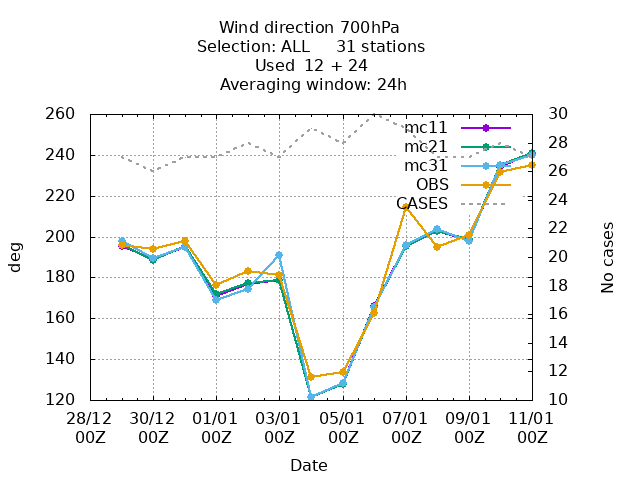 Wind direction 700hPa
Selection: ALL     31 stations
Used  12 + 24
Averaging window: 24h
260
240
220
200
180
160
140
120
deg
30
28
26
24
22
20
18
16
14
12
10
No cases
mc11
mc21
mc31
OBS
CASES
28/12 30/12 01/01 03/01 05/01 07/01 09/01 11/01
00Z 00Z 00Z 00Z 00Z 00Z 00Z 00Z
Date